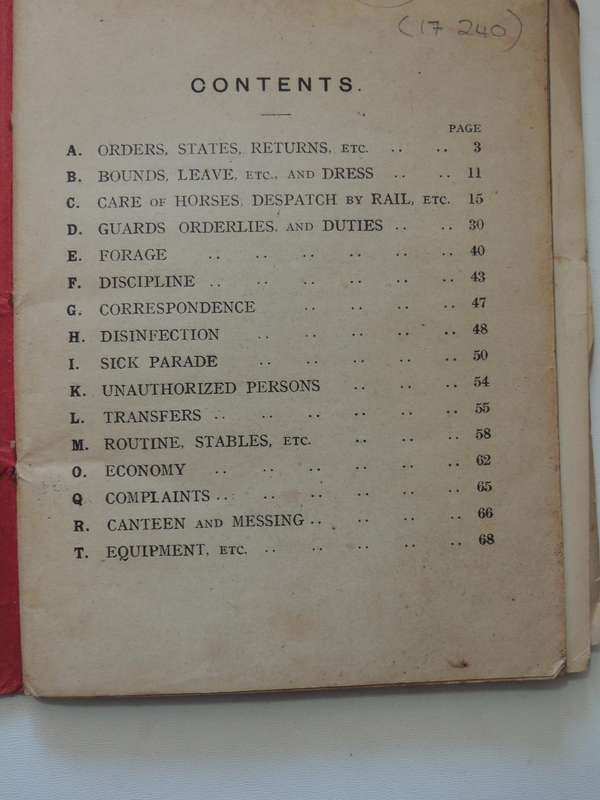 (17 240)
CONTENTS.
PAGE
A. ORDERS, STATES, RETURNS, ETC. .. .. 3
B. BOUNDS, LEAVE, ETC., AND DRESS .. .. 11
C. CARE OF HORSES, DESPATCH BY RAIL, ETC. 15
D. GUARDS ORDERLIES, AND DUTIES .. .. 30
E. FORAGE .. .. .. .. .. .. 40
F. DISCIPLINE .. .. .. .. .. .. 43
G. CORRESPONDENCE .. .. .. .. 47
H. DISINFECTION .. .. .. .. .. 48
I. SICK PARADE .. .. .. .. .. 50
K. UNAUTHORIZED PERSONS .. .. .. 54
L. TRANSFERS .. .. .. .. .. .. 55
M. ROUTINE, STABLES, ETC. .. .. .. 58
O. ECONOMY .. .. .. .. .. .. 62
Q COMPLAINTS .. .. .. .. .. .. 65
R. CANTEEN AND MESSING .. .. .. .. 66
T. EQUIPMENT, ETC. .. .. .. .. .. 68